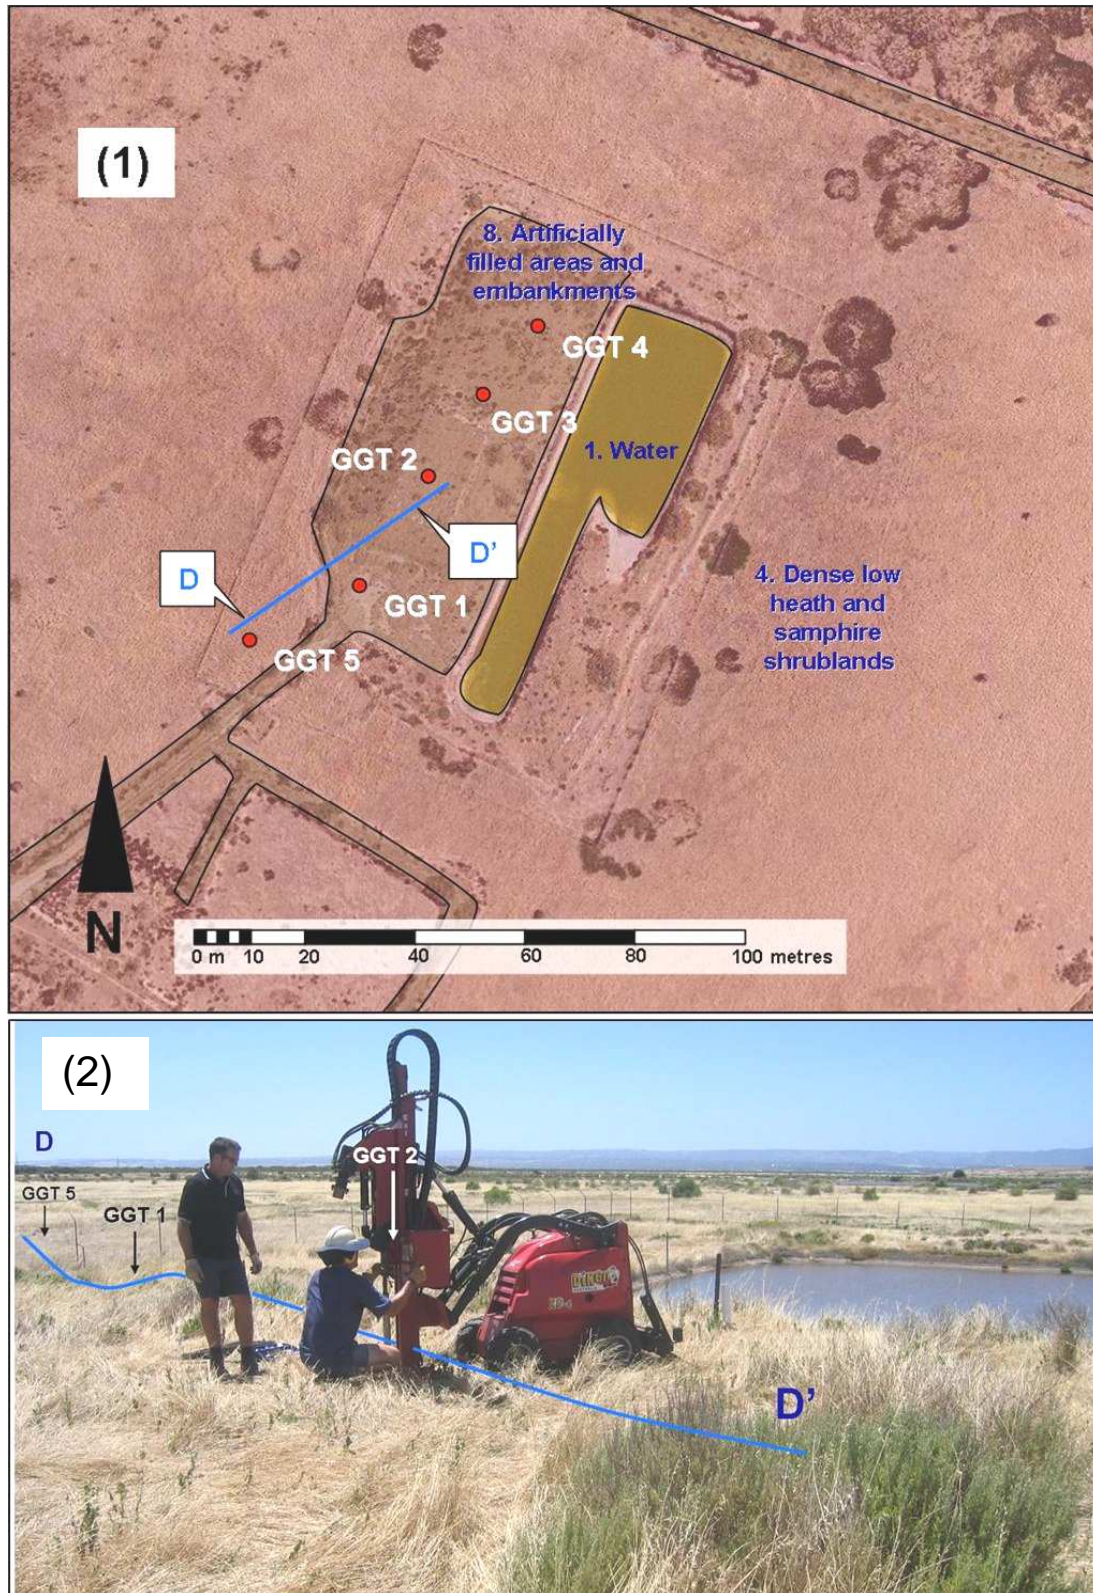 (1)
8. Artificially
filled areas and
embankments
GGT 4
GGT 3
1. Water
GGT 2
D'
D
GGT 1
4. Dense low
heath and
samphire
shrublands
GGT 5
N
0 m 10 20 40 60 80 100 metres
(2)
D
GGT 2
GGT 5
GGT 1
DINGO
D'